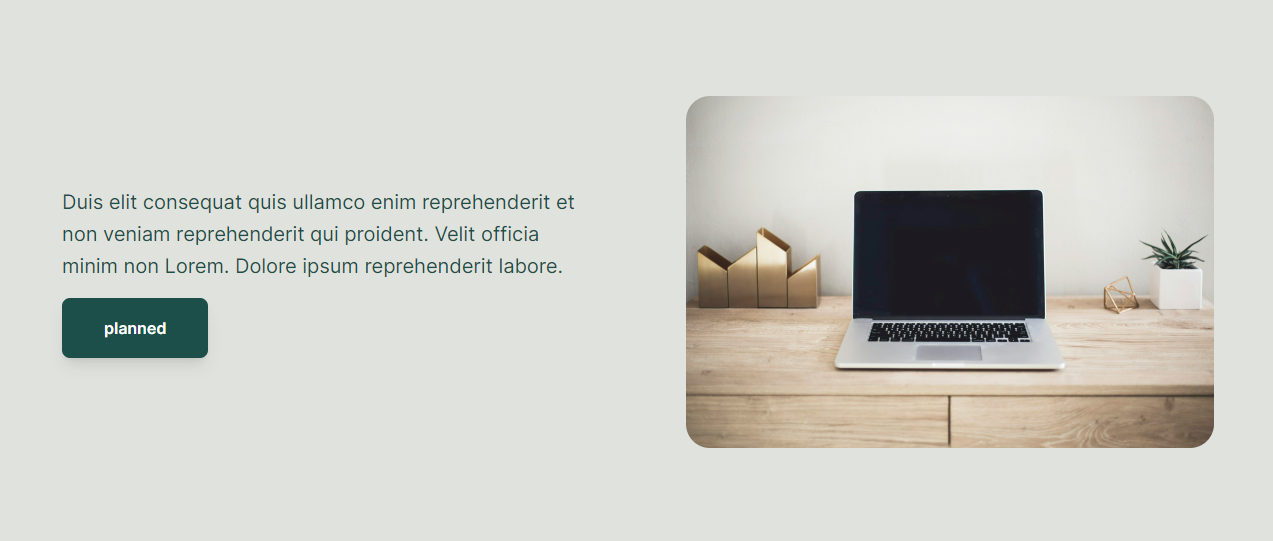 Duis elit consequat quis ullamco enim reprehenderit et
non veniam reprehenderit qui proident. Velit officia
minim non Lorem. Dolore ipsum reprehenderit labore.
planned